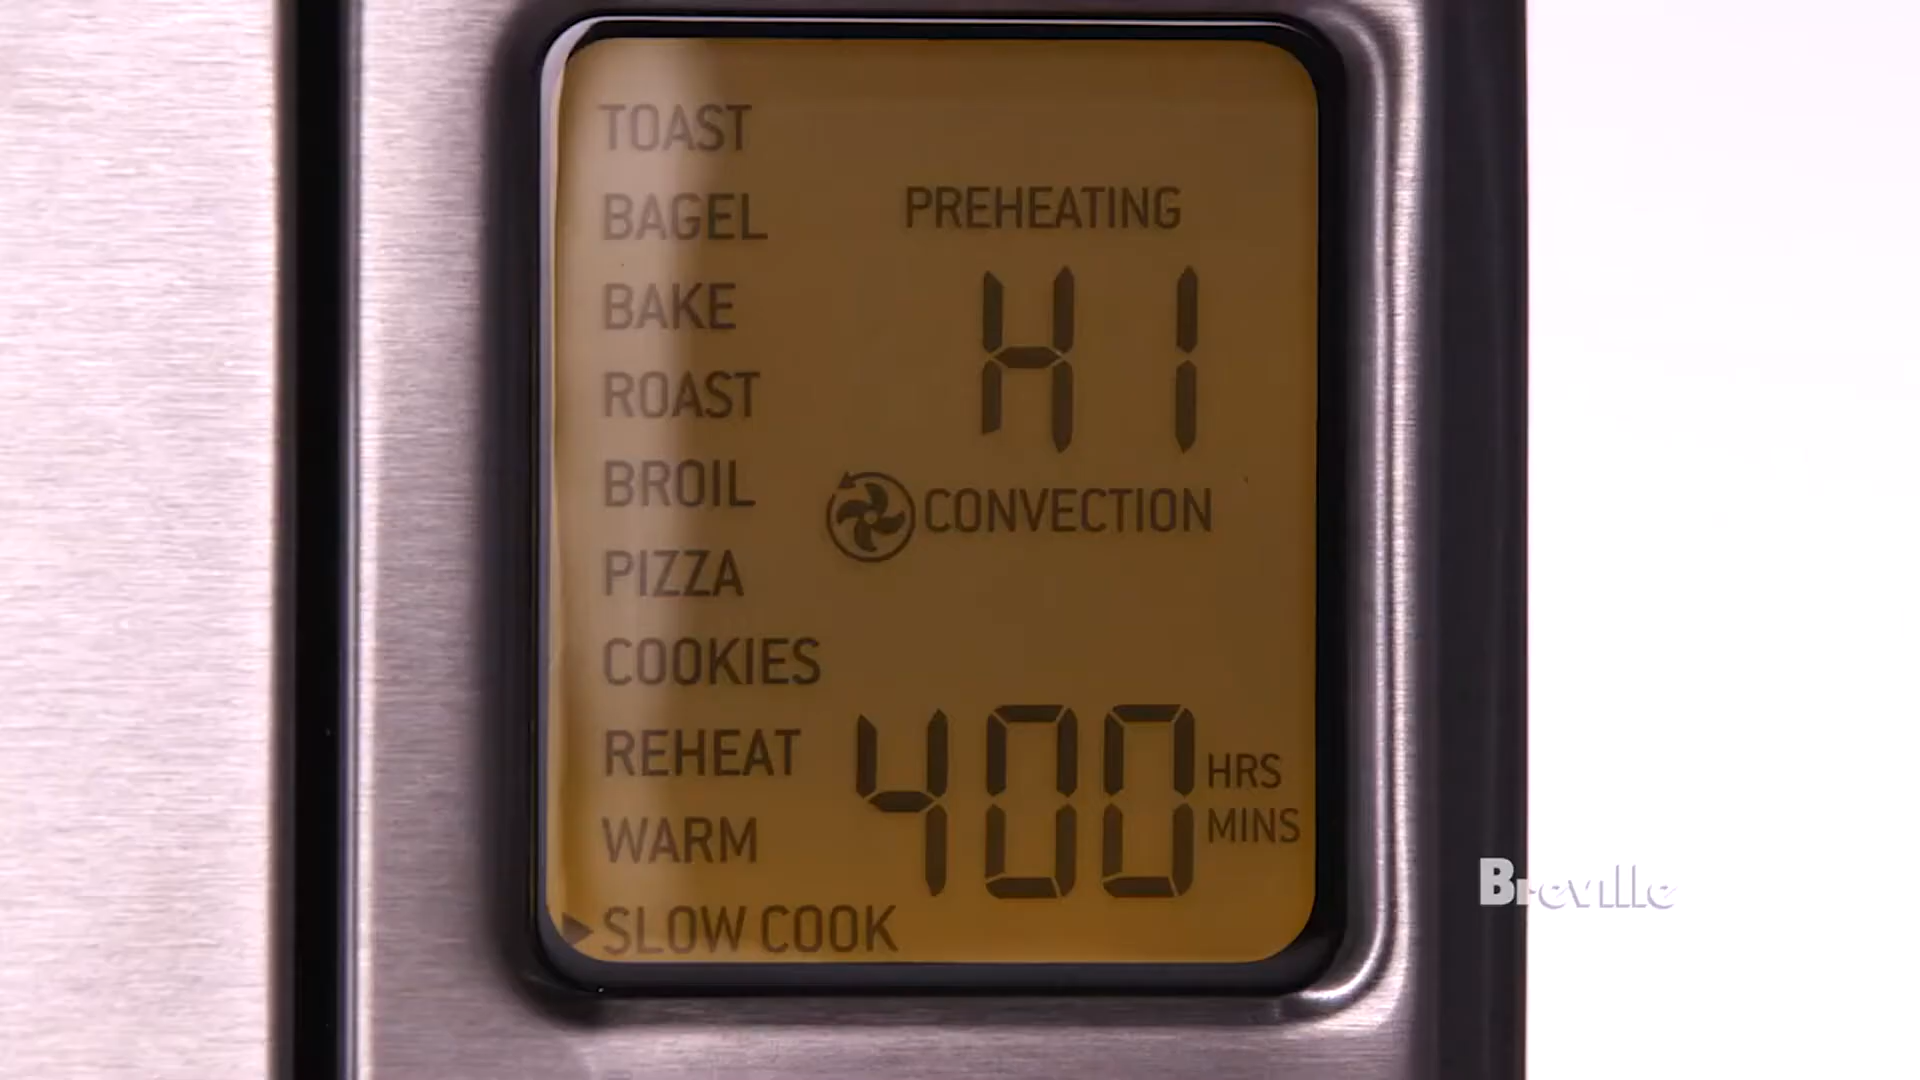 TOAST
BAGEL
BAKE
ROAST
BROIL
PIZZA
COOKIES
REHEAT
WARM
SLOW COOK
PREHEATING
HI
CONVECTION
400 HRS
MINS
Breville